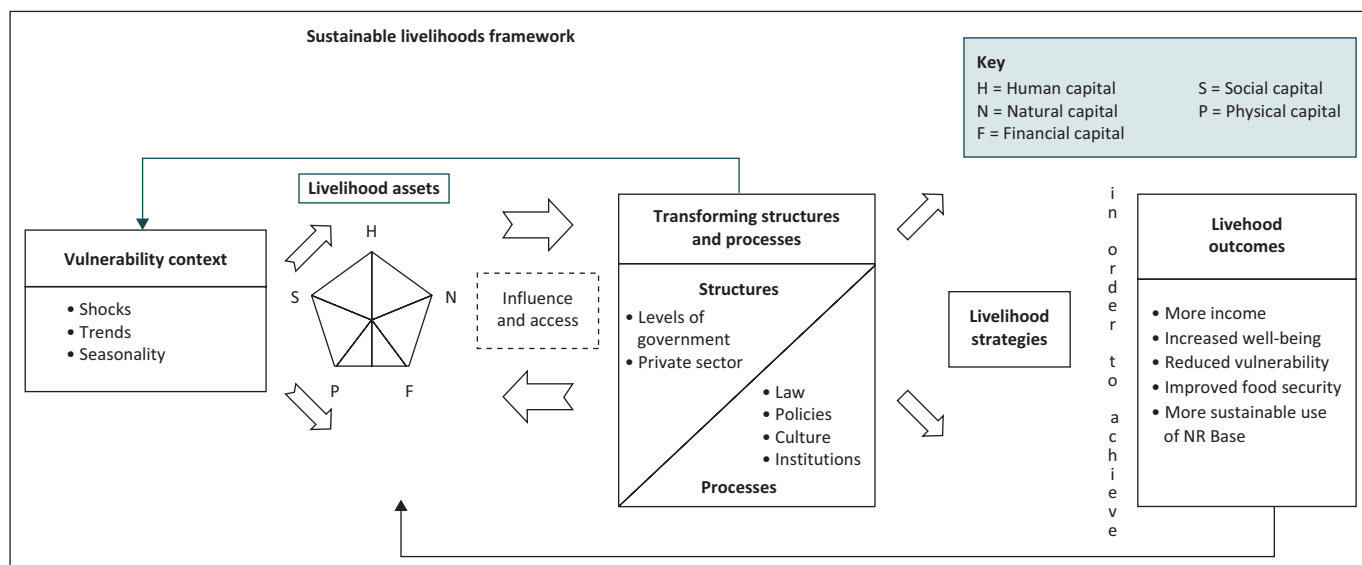 Sustainable livelihoods framework
Key
H = Human capital
S = Social capital
N = Natural capital
P = Physical capital
F = Financial capital
Livelihood assets
H
S
N
P
F
Vulnerability context
• Shocks
• Trends
• Seasonality
Influence
and access
Transforming structures
and processes
Structures
• Levels of
government
• Private sector
• Law
• Policies
• Culture
• Institutions
Processes
Livelihood
strategies
in order to achieve
Livehood
outcomes
• More income
• Increased well-being
• Reduced vulnerability
• Improved food security
• More sustainable use
of NR Base